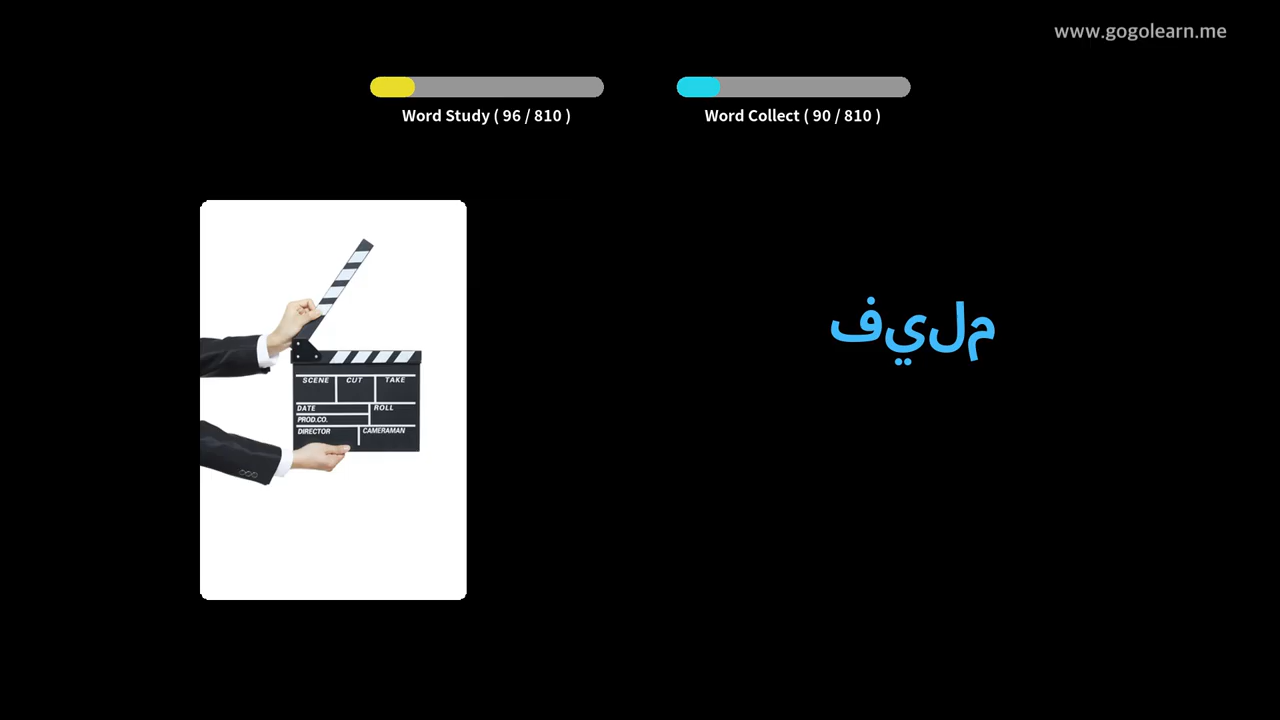 www.gogolearn.me
Word Study ( 96 / 810 )
Word Collect ( 90 / 810 )
SCENE CUT TAKE
DATE ROLL
PROD.CO.
DIRECTOR CAMERAMAN
مليف